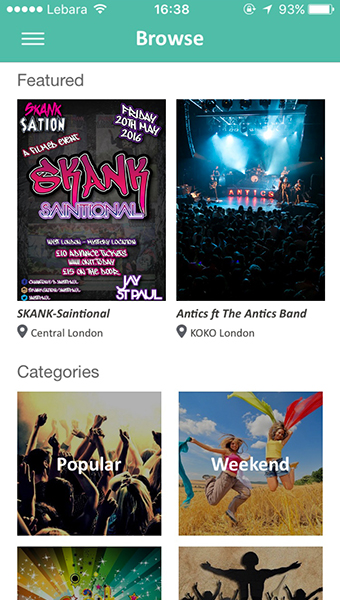 Lebara 16:38 93%
Browse
Featured
SKANK
SATION
FRIDAY
20TH MAY
2016
A FILMBD EVENT
SKANK
SAINTIONAL
WEST LONDON - MYSTERY LOCATION
£10 ADVANCE TICKETS
£15 ON THE DOOR
JAY
ST PAUL
ANTICS
SKANK-Saintional
Central London
Antics ft The Antics Band
KOKO London
Categories
Popular
Weekend